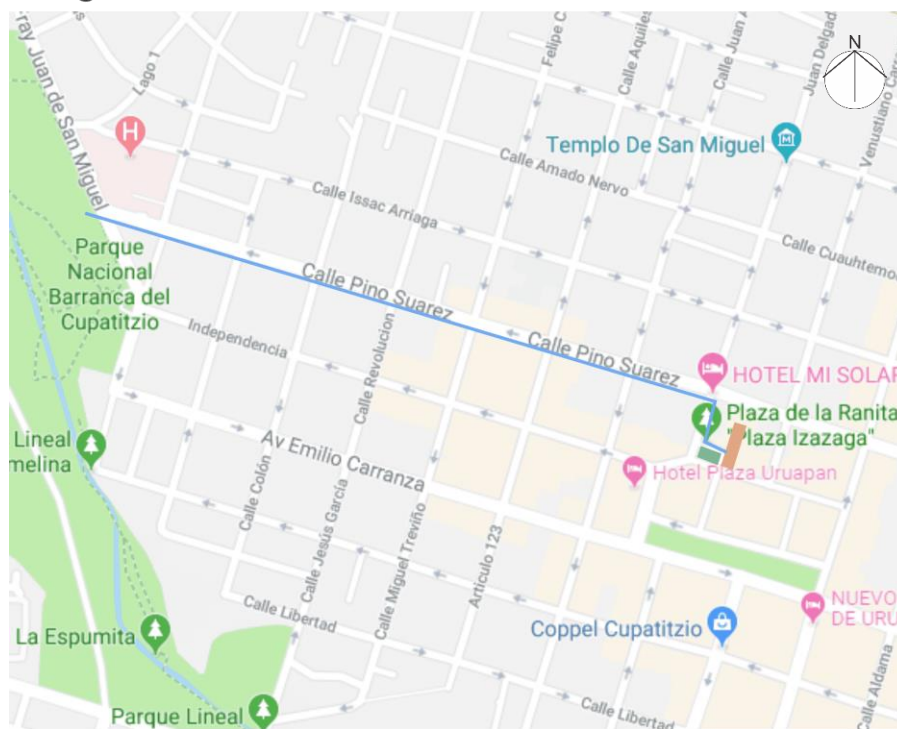 Fray Juan de San Miguel
Lago 1
H
Felipe C
Calle Aquiles
Calle Juan A
Juan Delgad
N
Venustiano Carr
Templo De San Miguel
Calle Amado Nervo
Calle Issac Arriaga
Calle Cuauhtemo
Parque
Nacional
Barranca del
Cupatitzio
Calle Pino Suarez
Calle Pino Suarez
Independencia
Calle Revolucion
HOTEL MI SOLAR
Plaza de la Ranita
"Plaza Izazaga"
Hotel Plaza Uruapan
Lineal
melina
Av Emilio Carranza
Calle Colón
Calle Jesús García
Calle Miguel Treviño
Articulo 123
Calle Libertad
NUEVO
DE URU
Coppel Cupatitzio
La Espumita
Calle Aldama
Parque Lineal
Calle Libertad